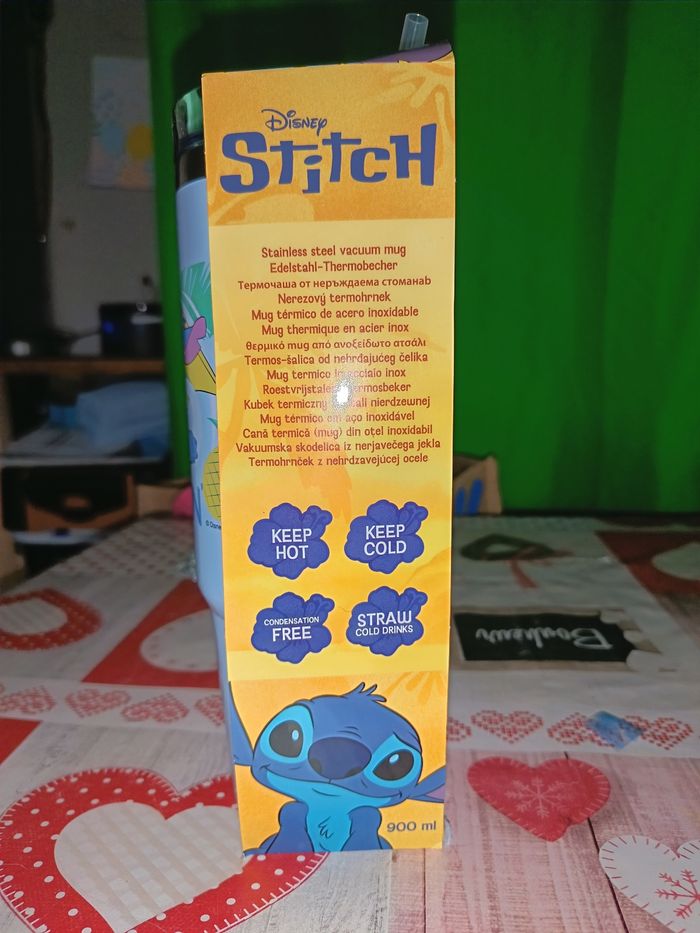 Disney
Stitch
Stainless steel vacuum mug
Edelstahl-Thermobecher
Термочаша от неръждаема стоманаb
Nerezový termohrnek
Mug térmico de acero inoxidable
Mug thermique en acier inox
θερμικό mug από ανοξείδωτο ατσάλι
Termos-šalica od nehrđajućeg čelika
Mug termico in acciaio inox
Roestvrijstalen thermosbeker
Kubek termiczny stali nierdzewnej
Mug térmico em aço inoxidável
Cană termică (mug) din oțel inoxidabil
Vakuumska skodelica iz nerjavečega jekla
Termohrnček z nehrdzavejúcej ocele
KEEP
HOT
KEEP
COLD
CONDENSATION
FREE
STRAW
COLD DRINKS
900 ml
© Disne
Bonheur